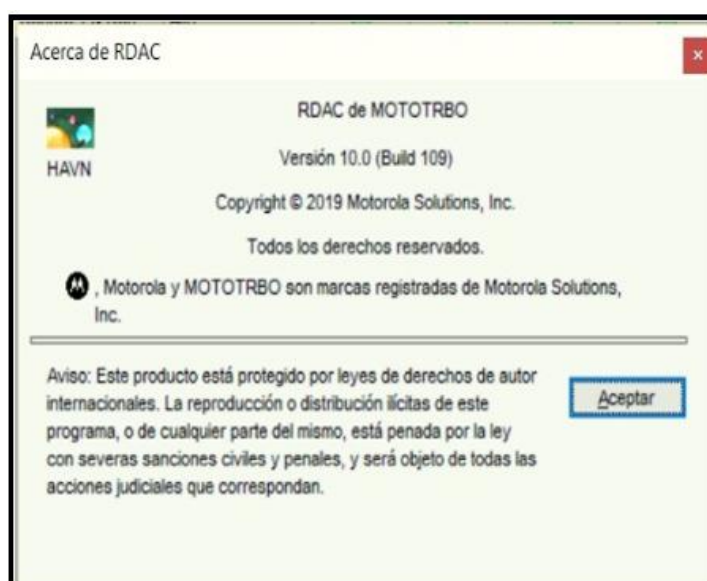 Acerca de RDAC
RDAC de MOTOTRBO
HAVN
Versión 10.0 (Build 109)
Copyright © 2019 Motorola Solutions, Inc.
Todos los derechos reservados.
, Motorola y MOTOTRBO son marcas registradas de Motorola Solutions,
Inc.
Aviso: Este producto está protegido por leyes de derechos de autor
internacionales. La reproducción o distribución ilícitas de este
programa, o de cualquier parte del mismo, está penada por la ley
con severas sanciones civiles y penales, y será objeto de todas las
acciones judiciales que correspondan.
Aceptar